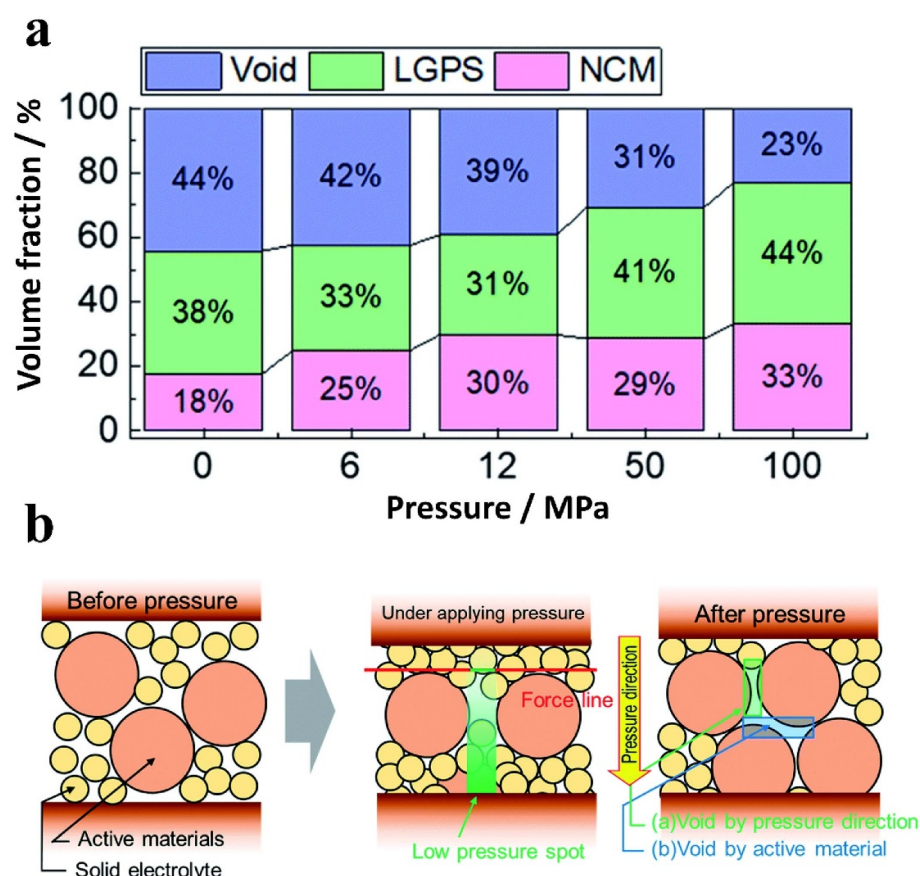 a
Void LGPS NCM
Volume fraction / %
100
80
60
40
20
0
44% 42% 39% 31% 23%
38% 33% 31% 41% 44%
18% 25% 30% 29% 33%
0 6 12 50 100
Pressure / MPa
b
Before pressure
Under applying pressure
After pressure
Force line
Pressure direction
Active materials
Solid electrolyte
Low pressure spot
(a)Void by pressure direction
(b)Void by active material